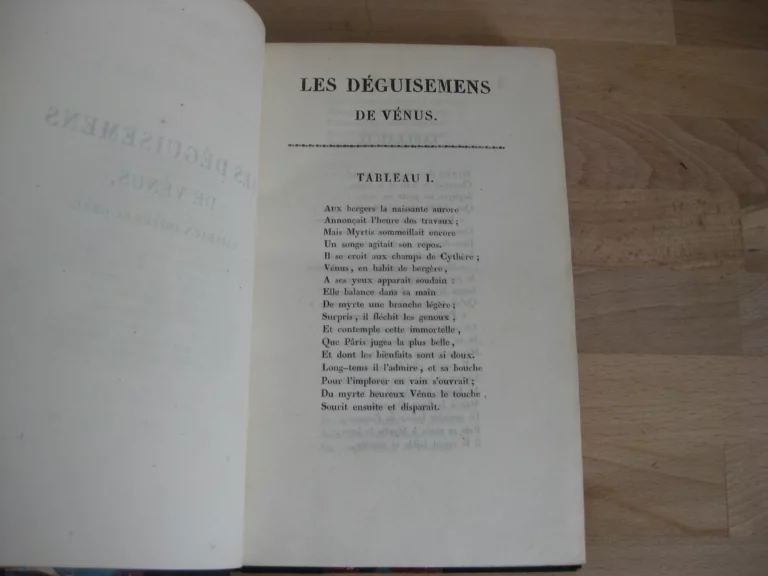 LES DÉGUISEMENS
DE VÉNUS.
TABLEAU I.
Aux bergers la naissante aurore
Annonçait l'heure des travaux ;
Mais Myrtis sommeillait encore
Un songe agitait son repos.
Il se croit aux champs de Cythère ;
Vénus, en habit de bergère,
A ses yeux apparait soudain :
Elle balance dans sa main
De myrte une branche légère ;
Surpris, il fléchit les genoux,
Et contemple cette immortelle,
Que Pâris jugea la plus belle,
Et dont les bienfaits sont si doux.
Long-tems il l'admire, et sa bouche
Pour l'implorer en vain s'ouvrait ;
Du myrte heureux Vénus le touche,
Sourit ensuite et disparaît.